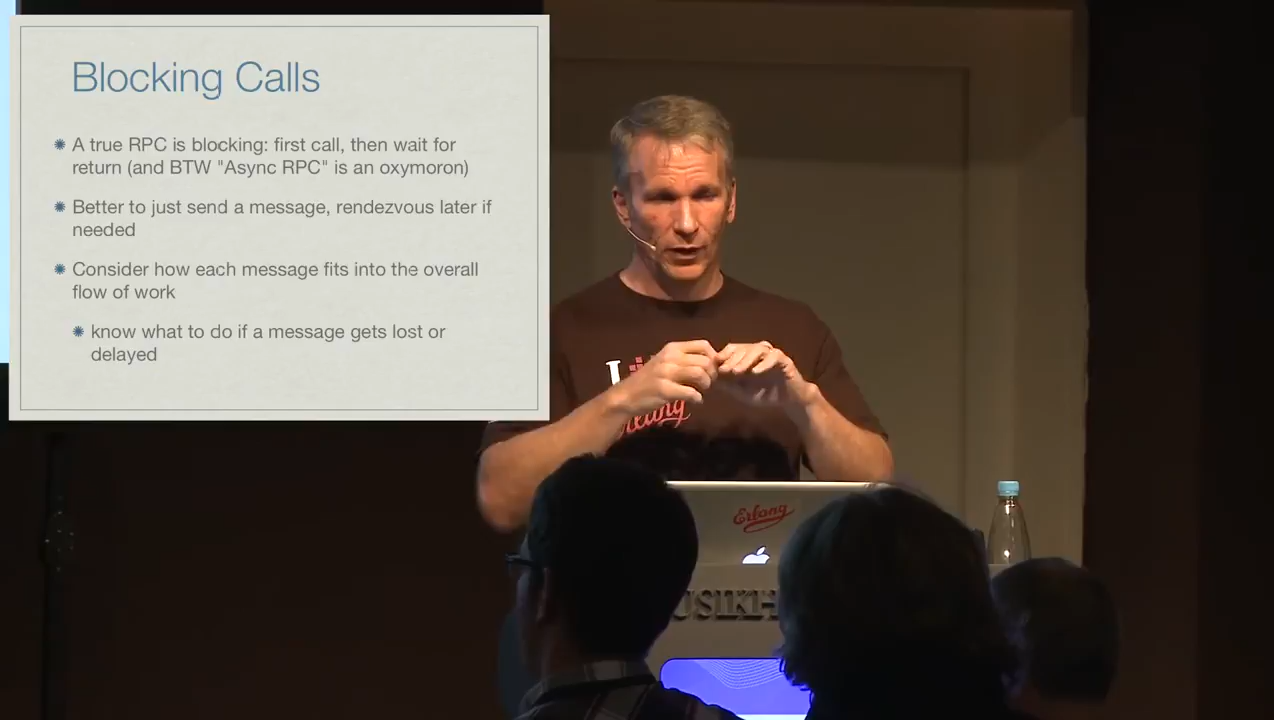 Blocking Calls
A true RPC is blocking: first call, then wait for
return (and BTW "Async RPC" is an oxymoron)
Better to just send a message, rendezvous later if
needed
Consider how each message fits into the overall
flow of work
know what to do if a message gets lost or
delayed
I
Erlang
Erlang
USIKH